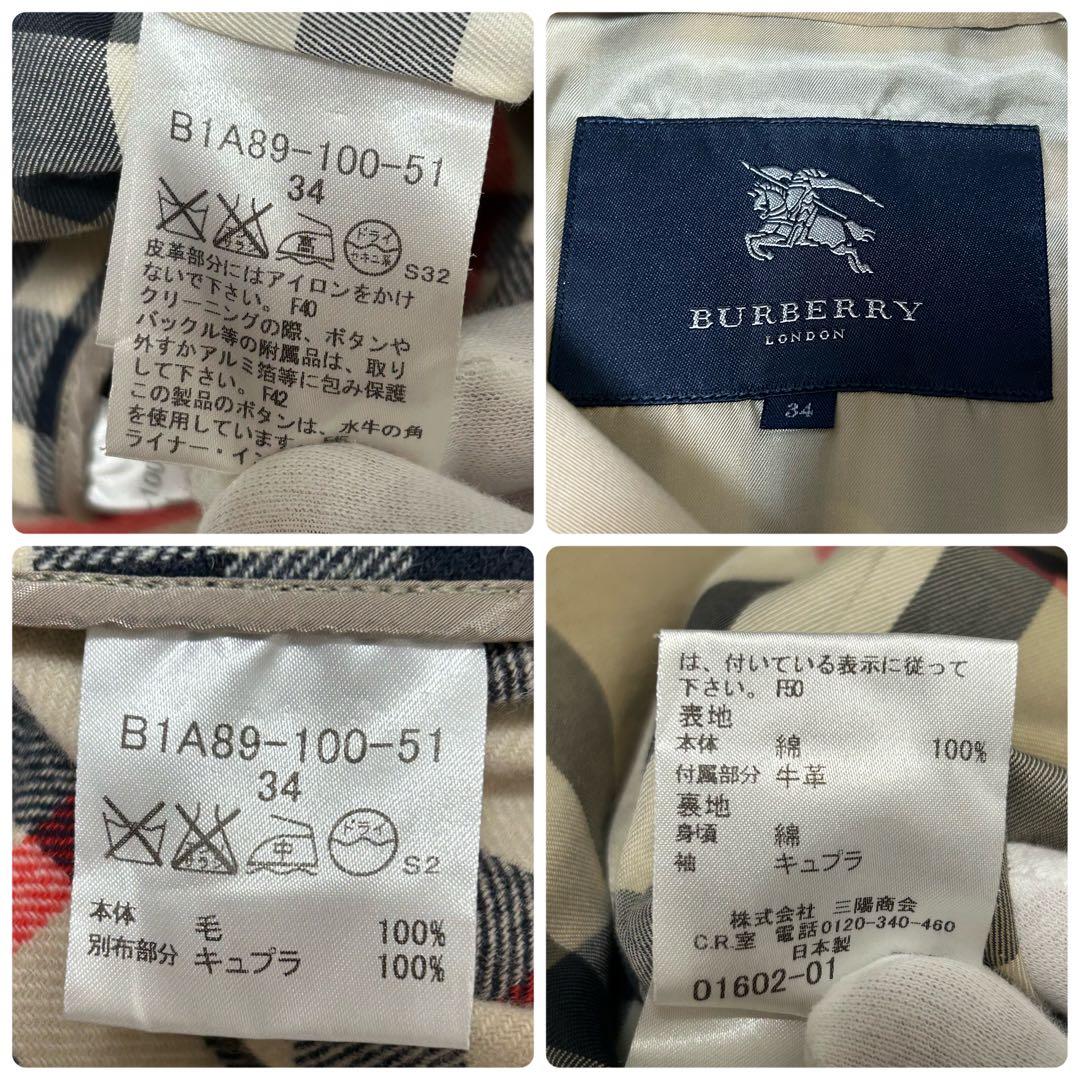 B1A89-100-51
34
高
ドライ
セキユ系
S32
皮革部分にはアイロンをかけ
ないで下さい。 F40
クリーニングの際、ボタンや
バックル等の附属品は、取り
外すかアルミ箔等に包み保護
して下さい。 F42
この製品のボタンは、水牛の角
を使用しています
ライナー・イン
BURBERRY
LONDON
34
B1A89-100-51
34
中
ドライ
S2
本体 毛 100%
別布部分 キュプラ 100%
は、付いている表示に従って
下さい。 F50
表地
本体 綿 100%
付属部分 牛革
裏地
身頃 綿
袖 キュプラ
株式会社 三陽商会
C.R.室 電話0120-340-460
日本製
01602-01